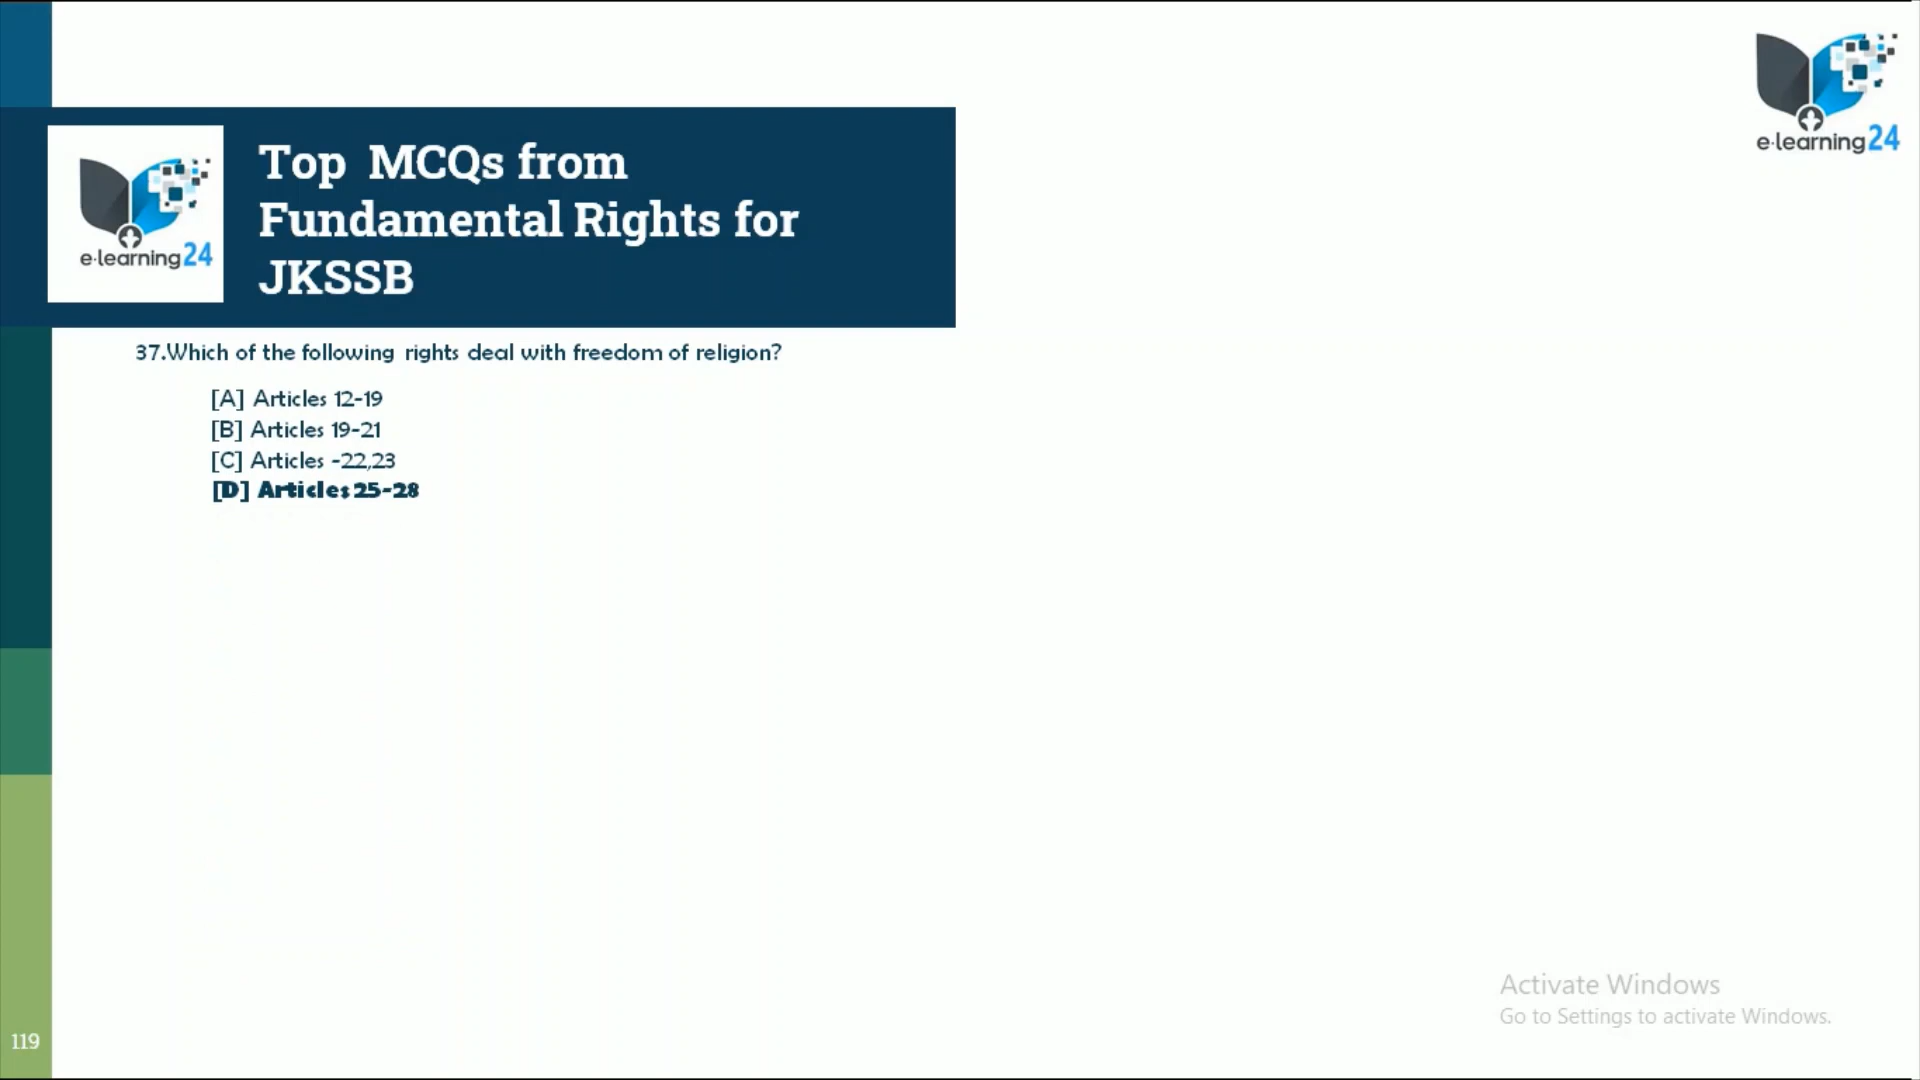 e·learning24
e·learning24
Top MCQs from
Fundamental Rights for
JKSSB
37.Which of the following rights deal with freedom of religion?
[A] Articles 12-19
[B] Articles 19-21
[C] Articles -22,23
[D] Articles 25-28
Activate Windows
Go to Settings to activate Windows.
119